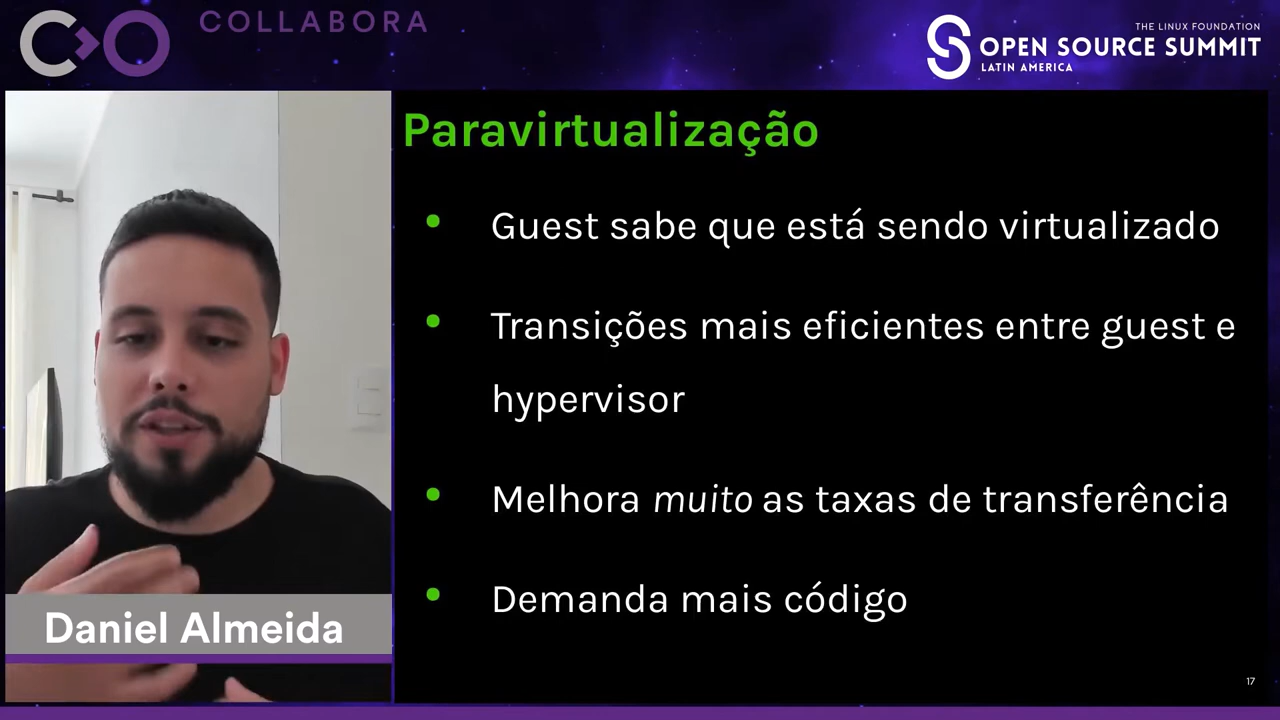 COLLABORA
THE LINUX FOUNDATION
OPEN SOURCE SUMMIT
LATIN AMERICA
Paravirtualização
• Guest sabe que está sendo virtualizado
• Transições mais eficientes entre guest e
hypervisor
• Melhora muito as taxas de transferência
• Demanda mais código
Daniel Almeida
17